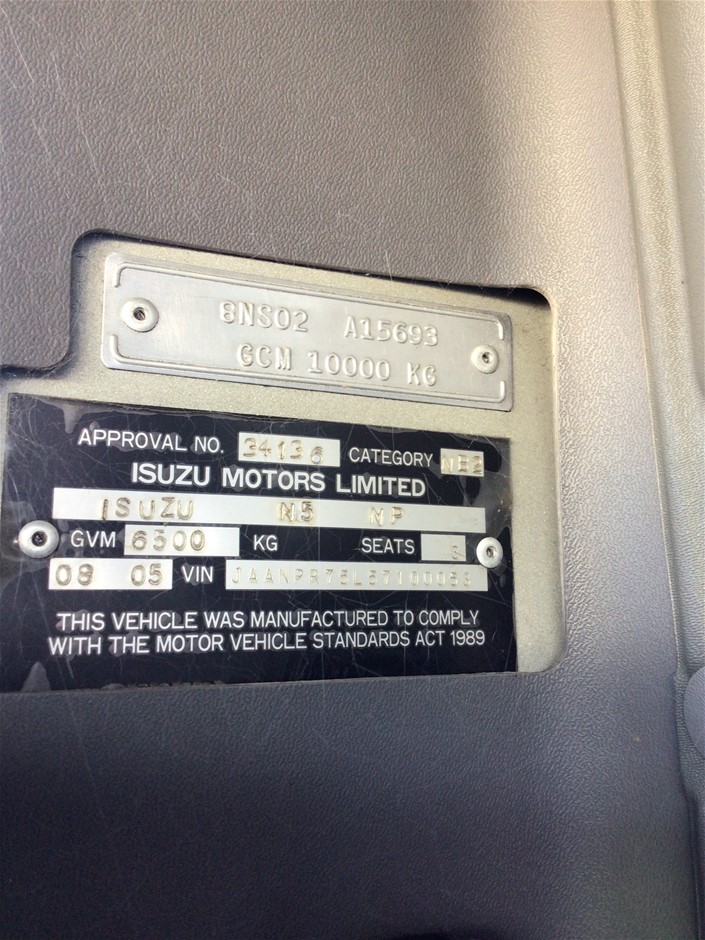 8NS02 A15693
GCM 10000 KG
APPROVAL NO. 34136 CATEGORY NB2
ISUZU MOTORS LIMITED
ISUZU N5 NP
GVM 6500 KG SEATS 3
08 05 VIN JAANPR75L57100053
THIS VEHICLE WAS MANUFACTURED TO COMPLY
WITH THE MOTOR VEHICLE STANDARDS ACT 1989